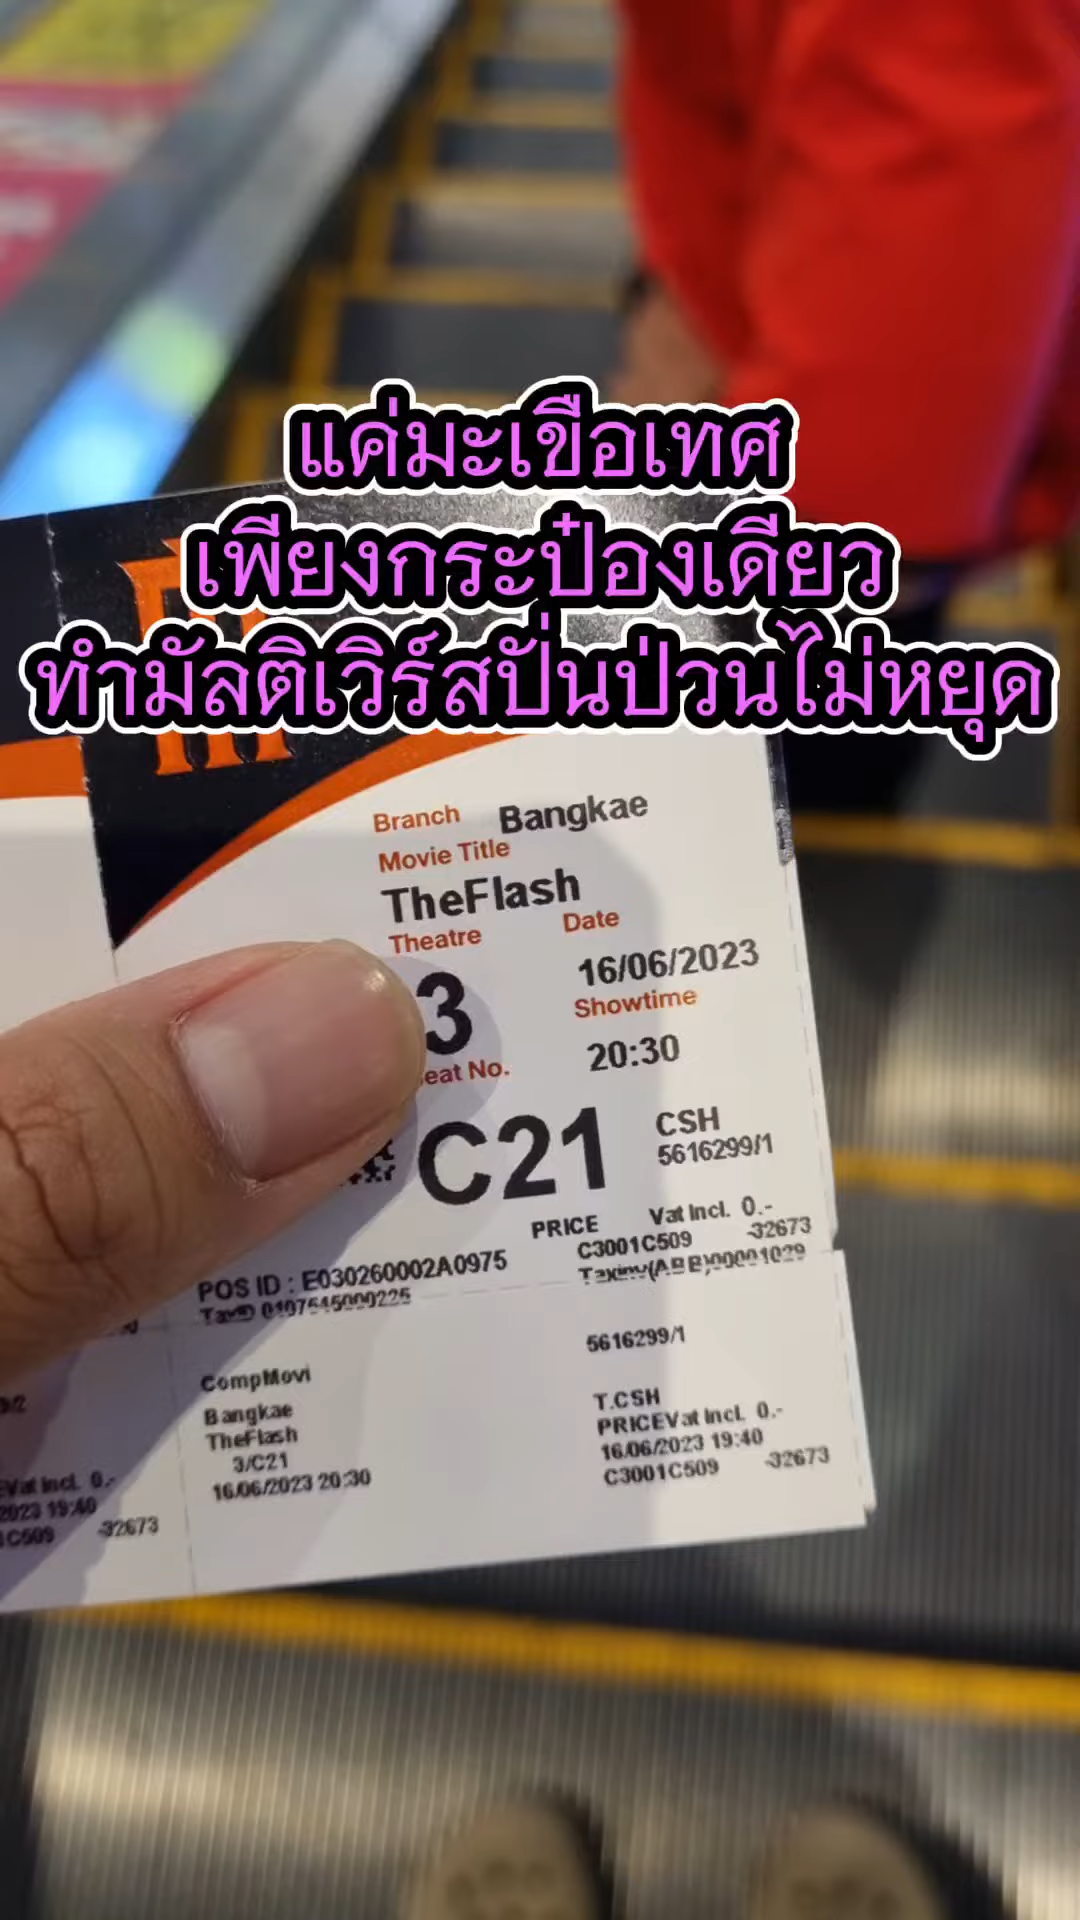 แค่มะเขือเทศ
เพียงกระป๋องเดียว
ทำมัลติเวิร์สปั่นป่วนไม่หยุด
Branch Bangkae
Movie Title
TheFlash
Theatre Date
3 16/06/2023
Showtime
20:30
eat No.
C21 CSH
5616299/1
PRICE Vat Incl. 0.-
C3001C509 -32673
POS ID : E030260002A0975
5616299/1
CompMovi
Bangkae
TheFlash
3/C21
16/06/2023 20:30
T.CSH
PRICEVat Incl. 0.-
16/06/2023 19:40
C3001C509 -32673
Vat Incl. 0.-
2023 19:40
C509 -32673